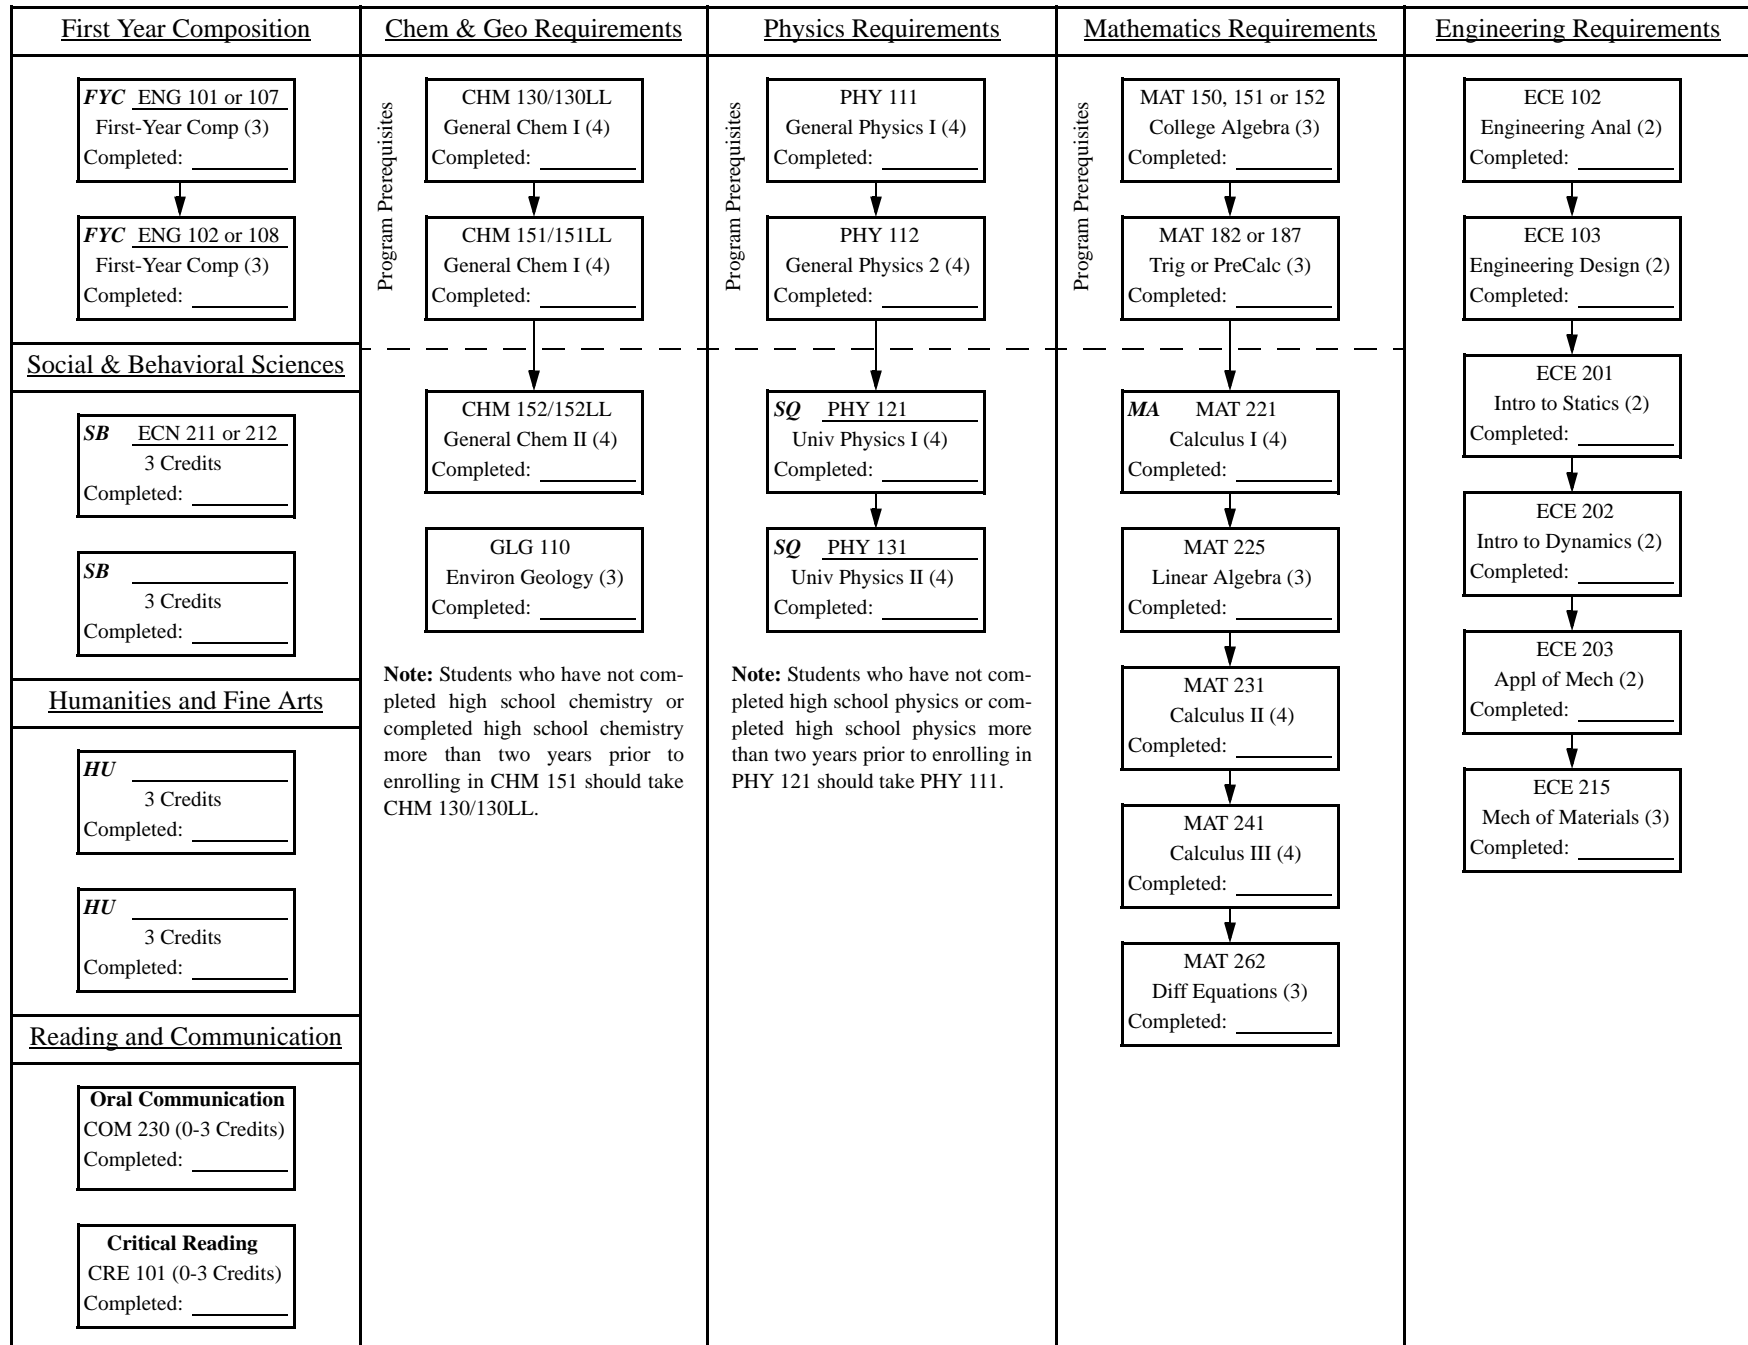 First Year Composition
FYC ENG 101 or 107
First-Year Comp (3)
Completed:
FYC ENG 102 or 108
First-Year Comp (3)
Completed:
Social & Behavioral Sciences
SB ECN 211 or 212
3 Credits
Completed:
SB
3 Credits
Completed:
Humanities and Fine Arts
HU
3 Credits
Completed:
HU
3 Credits
Completed:
Reading and Communication
Oral Communication
COM 230 (0-3 Credits)
Completed:
Critical Reading
CRE 101 (0-3 Credits)
Completed:
Chem & Geo Requirements
Program Prerequisites
CHM 130/130LL
General Chem I (4)
Completed:
CHM 151/151LL
General Chem I (4)
Completed:
CHM 152/152LL
General Chem II (4)
Completed:
GLG 110
Environ Geology (3)
Completed:
Note: Students who have not com-
pleted high school chemistry or
completed high school chemistry
more than two years prior to
enrolling in CHM 151 should take
CHM 130/130LL.
Physics Requirements
Program Prerequisites
PHY 111
General Physics I (4)
Completed:
PHY 112
General Physics 2 (4)
Completed:
SQ PHY 121
Univ Physics I (4)
Completed:
SQ PHY 131
Univ Physics II (4)
Completed:
Note: Students who have not com-
pleted high school physics or com-
pleted high school physics more
than two years prior to enrolling in
PHY 121 should take PHY 111.
Mathematics Requirements
Program Prerequisites
MAT 150, 151 or 152
College Algebra (3)
Completed:
MAT 182 or 187
Trig or PreCalc (3)
Completed:
MA MAT 221
Calculus I (4)
Completed:
MAT 225
Linear Algebra (3)
Completed:
MAT 231
Calculus II (4)
Completed:
MAT 241
Calculus III (4)
Completed:
MAT 262
Diff Equations (3)
Completed:
Engineering Requirements
ECE 102
Engineering Anal (2)
Completed:
ECE 103
Engineering Design (2)
Completed:
ECE 201
Intro to Statics (2)
Completed:
ECE 202
Intro to Dynamics (2)
Completed:
ECE 203
Appl of Mech (2)
Completed:
ECE 215
Mech of Materials (3)
Completed: